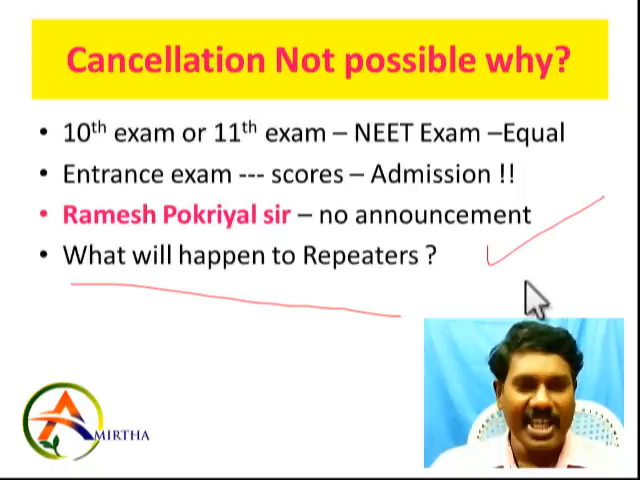 Cancellation Not possible why?
• 10th exam or 11th exam – NEET Exam –Equal
• Entrance exam --- scores – Admission !!
• Ramesh Pokriyal sir – no announcement
• What will happen to Repeaters ?
AMIRTHA